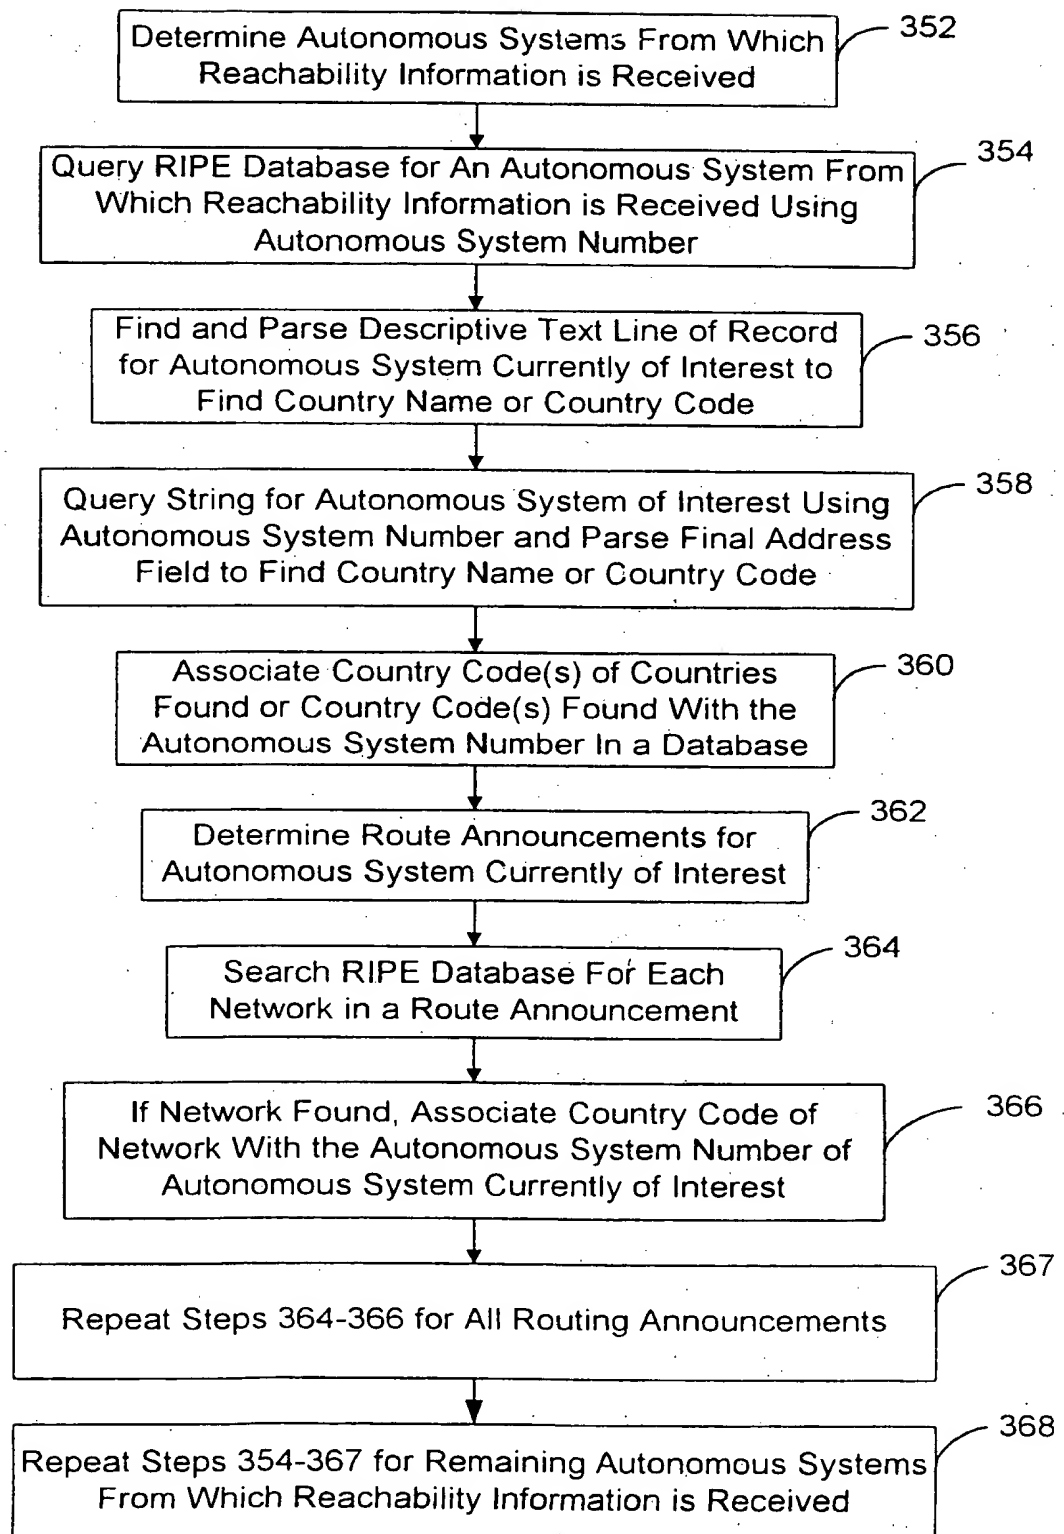 Determine Autonomous Systems From Which
Reachability Information is Received
352
Query RIPE Database for An Autonomous System From
Which Reachability Information is Received Using
Autonomous System Number
354
Find and Parse Descriptive Text Line of Record
for Autonomous System Currently of Interest to
Find Country Name or Country Code
356
Query String for Autonomous System of Interest Using
Autonomous System Number and Parse Final Address
Field to Find Country Name or Country Code
358
Associate Country Code(s) of Countries
Found or Country Code(s) Found With the
Autonomous System Number In a Database
360
Determine Route Announcements for
Autonomous System Currently of Interest
362
Search RIPE Database For Each
Network in a Route Announcement
364
If Network Found, Associate Country Code of
Network With the Autonomous System Number of
Autonomous System Currently of Interest
366
Repeat Steps 364-366 for All Routing Announcements
367
Repeat Steps 354-367 for Remaining Autonomous Systems
From Which Reachability Information is Received
368